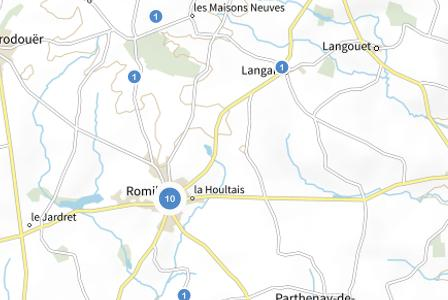 1
les Maisons Neuves
rodouër
Langouet
1
Langa
1
Romi
10
la Houltais
le Jardret
1
Parthenay-de-